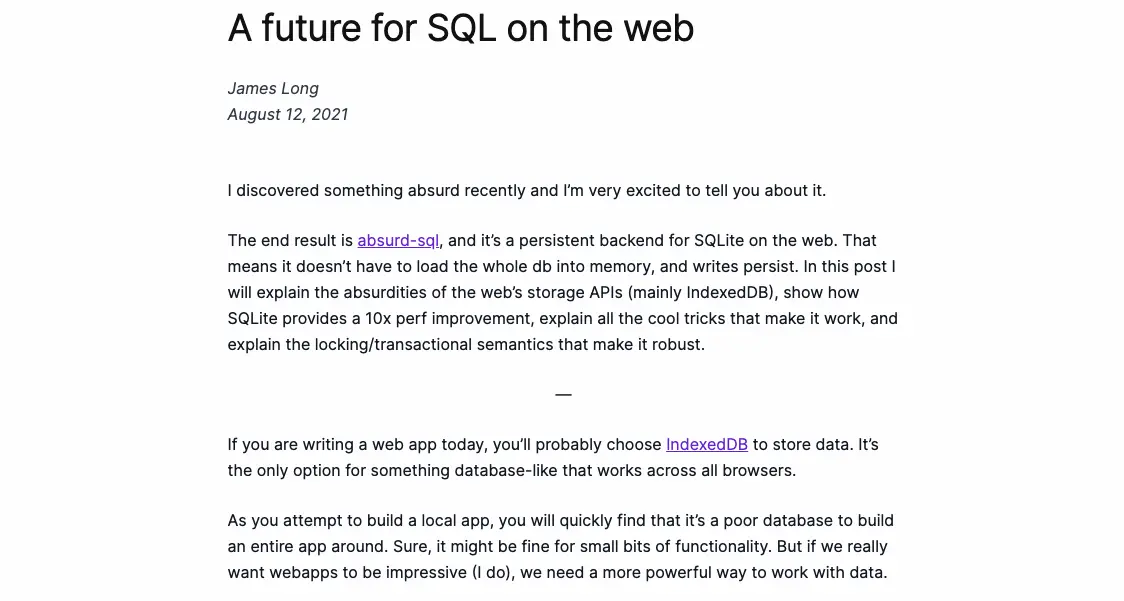 A future for SQL on the web
James Long
August 12, 2021
I discovered something absurd recently and I’m very excited to tell you about it.
The end result is absurd-sql, and it’s a persistent backend for SQLite on the web. That
means it doesn’t have to load the whole db into memory, and writes persist. In this post I
will explain the absurdities of the web’s storage APIs (mainly IndexedDB), show how
SQLite provides a 10x perf improvement, explain all the cool tricks that make it work, and
explain the locking/transactional semantics that make it robust.
—
If you are writing a web app today, you’ll probably choose IndexedDB to store data. It’s
the only option for something database-like that works across all browsers.
As you attempt to build a local app, you will quickly find that it’s a poor database to build
an entire app around. Sure, it might be fine for small bits of functionality. But if we really
want webapps to be impressive (I do), we need a more powerful way to work with data.